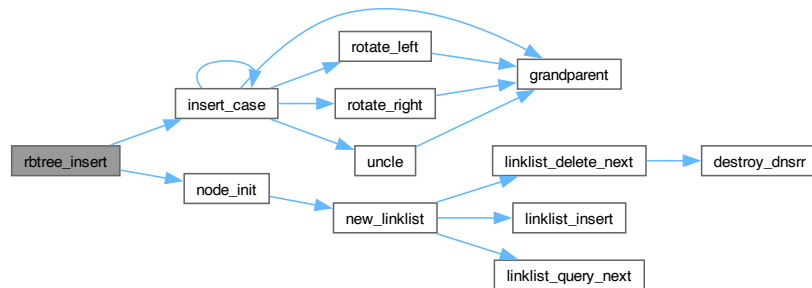 rotate_left
grandparent
insert_case
rotate_right
rbtree_insert
uncle
linklist_delete_next
destroy_dnsrr
node_init
new_linklist
linklist_insert
linklist_query_next